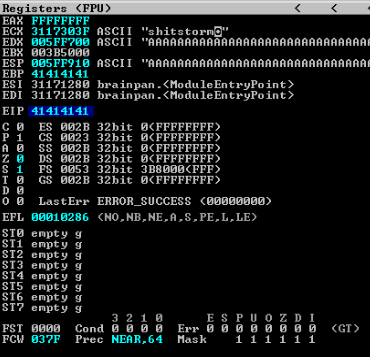 Registers (FPU) < < <
EAX FFFFFFFF
ECX 3117303F ASCII "shitstorm"
EDX 005FF700 ASCII "AAAAAAAAAAAAAAAAAAAAAAAAAAAAAAAAA
EBX 003B5000
ESP 005FF910 ASCII "AAAAAAAAAAAAAAAAAAAAAAAAAAAAAAAAA
EBP 41414141
ESI 31171280 brainpan.<ModuleEntryPoint>
EDI 31171280 brainpan.<ModuleEntryPoint>
EIP 41414141
C 0 ES 002B 32bit 0(FFFFFFFF)
P 1 CS 0023 32bit 0(FFFFFFFF)
A 0 SS 002B 32bit 0(FFFFFFFF)
Z 0 DS 002B 32bit 0(FFFFFFFF)
S 1 FS 0053 32bit 3B8000(FFF)
T 0 GS 002B 32bit 0(FFFFFFFF)
D 0
O 0 LastErr ERROR_SUCCESS (00000000)
EFL 00010286 (NO,NB,NE,A,S,PE,L,LE)
ST0 empty g
ST1 empty g
ST2 empty g
ST3 empty g
ST4 empty g
ST5 empty g
ST6 empty g
ST7 empty g
3 2 1 0 E S P U O Z D I
FST 0000 Cond 0 0 0 0 Err 0 0 0 0 0 0 0 0 (GT)
FCW 037F Prec NEAR,64 Mask 1 1 1 1 1 1